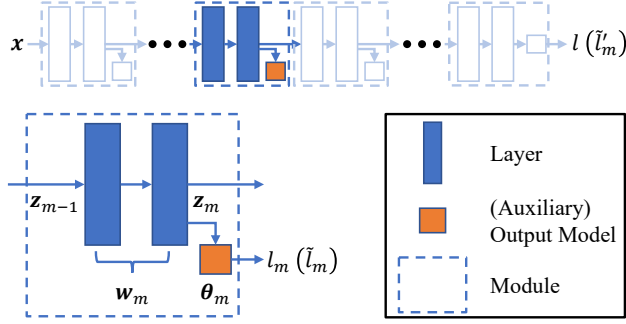 x
l (l̃′ₘ)
zₘ₋₁
zₘ
lₘ (l̃ₘ)
wₘ
θₘ
Layer
(Auxiliary)
Output Model
Module